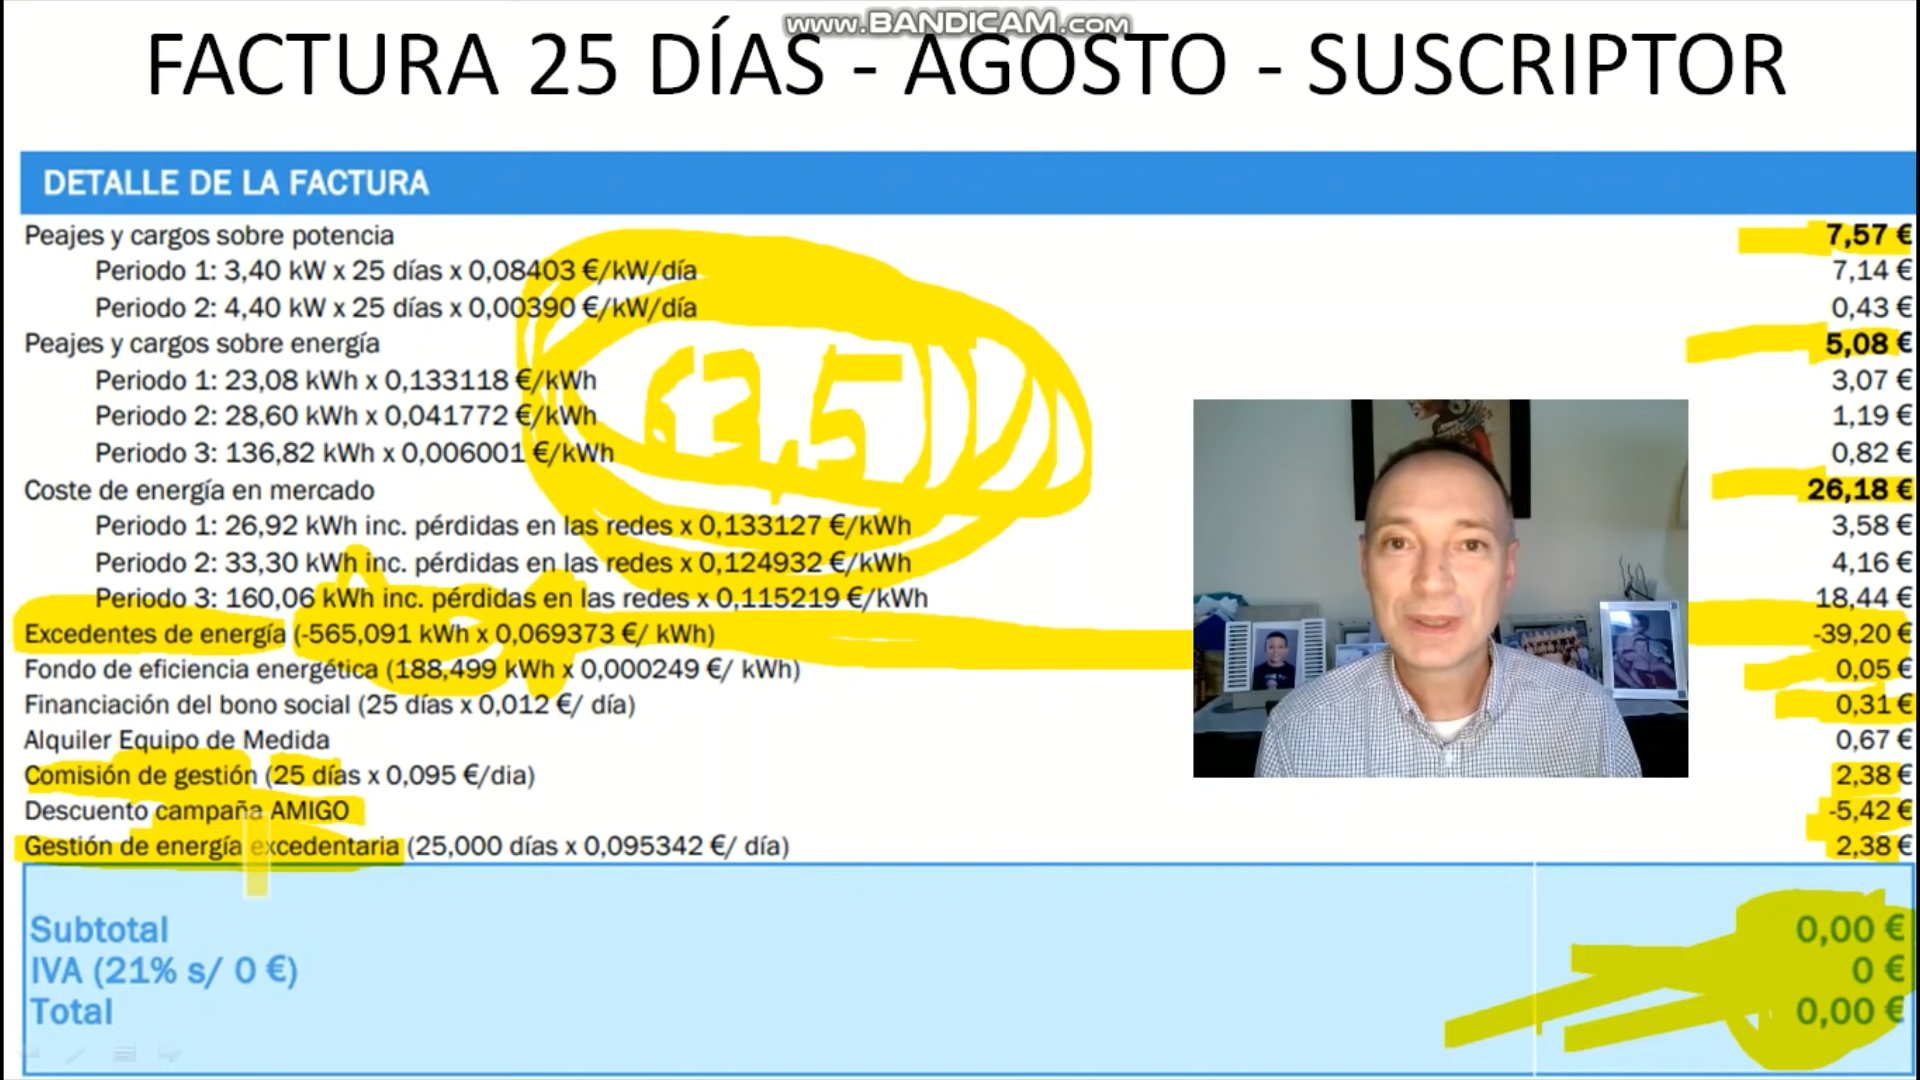 www.BANDICAM.com
FACTURA 25 DÍAS - AGOSTO - SUSCRIPTOR
DETALLE DE LA FACTURA
Peajes y cargos sobre potencia 7,57 €
Periodo 1: 3,40 kW x 25 días x 0,08403 €/kW/día 7,14 €
Periodo 2: 4,40 kW x 25 días x 0,00390 €/kW/día 0,43 €
Peajes y cargos sobre energía 5,08 €
Periodo 1: 23,08 kWh x 0,133118 €/kWh 3,07 €
Periodo 2: 28,60 kWh x 0,041772 €/kWh 1,19 €
Periodo 3: 136,82 kWh x 0,006001 €/kWh 0,82 €
Coste de energía en mercado 26,18 €
Periodo 1: 26,92 kWh inc. pérdidas en las redes x 0,133127 €/kWh 3,58 €
Periodo 2: 33,30 kWh inc. pérdidas en las redes x 0,124932 €/kWh 4,16 €
Periodo 3: 160,06 kWh inc. pérdidas en las redes x 0,115219 €/kWh 18,44 €
Excedentes de energía (-565,091 kWh x 0,069373 €/ kWh) -39,20 €
Fondo de eficiencia energética (188,499 kWh x 0,000249 €/ kWh) 0,05 €
Financiación del bono social (25 días x 0,012 €/ día) 0,31 €
Alquiler Equipo de Medida 0,67 €
Comisión de gestión (25 días x 0,095 €/dia) 2,38 €
Descuento campaña AMIGO -5,42 €
Gestión de energía excedentaria (25,000 días x 0,095342 €/ día) 2,38 €
Subtotal 0,00 €
IVA (21% s/ 0 €) 0 €
Total 0,00 €